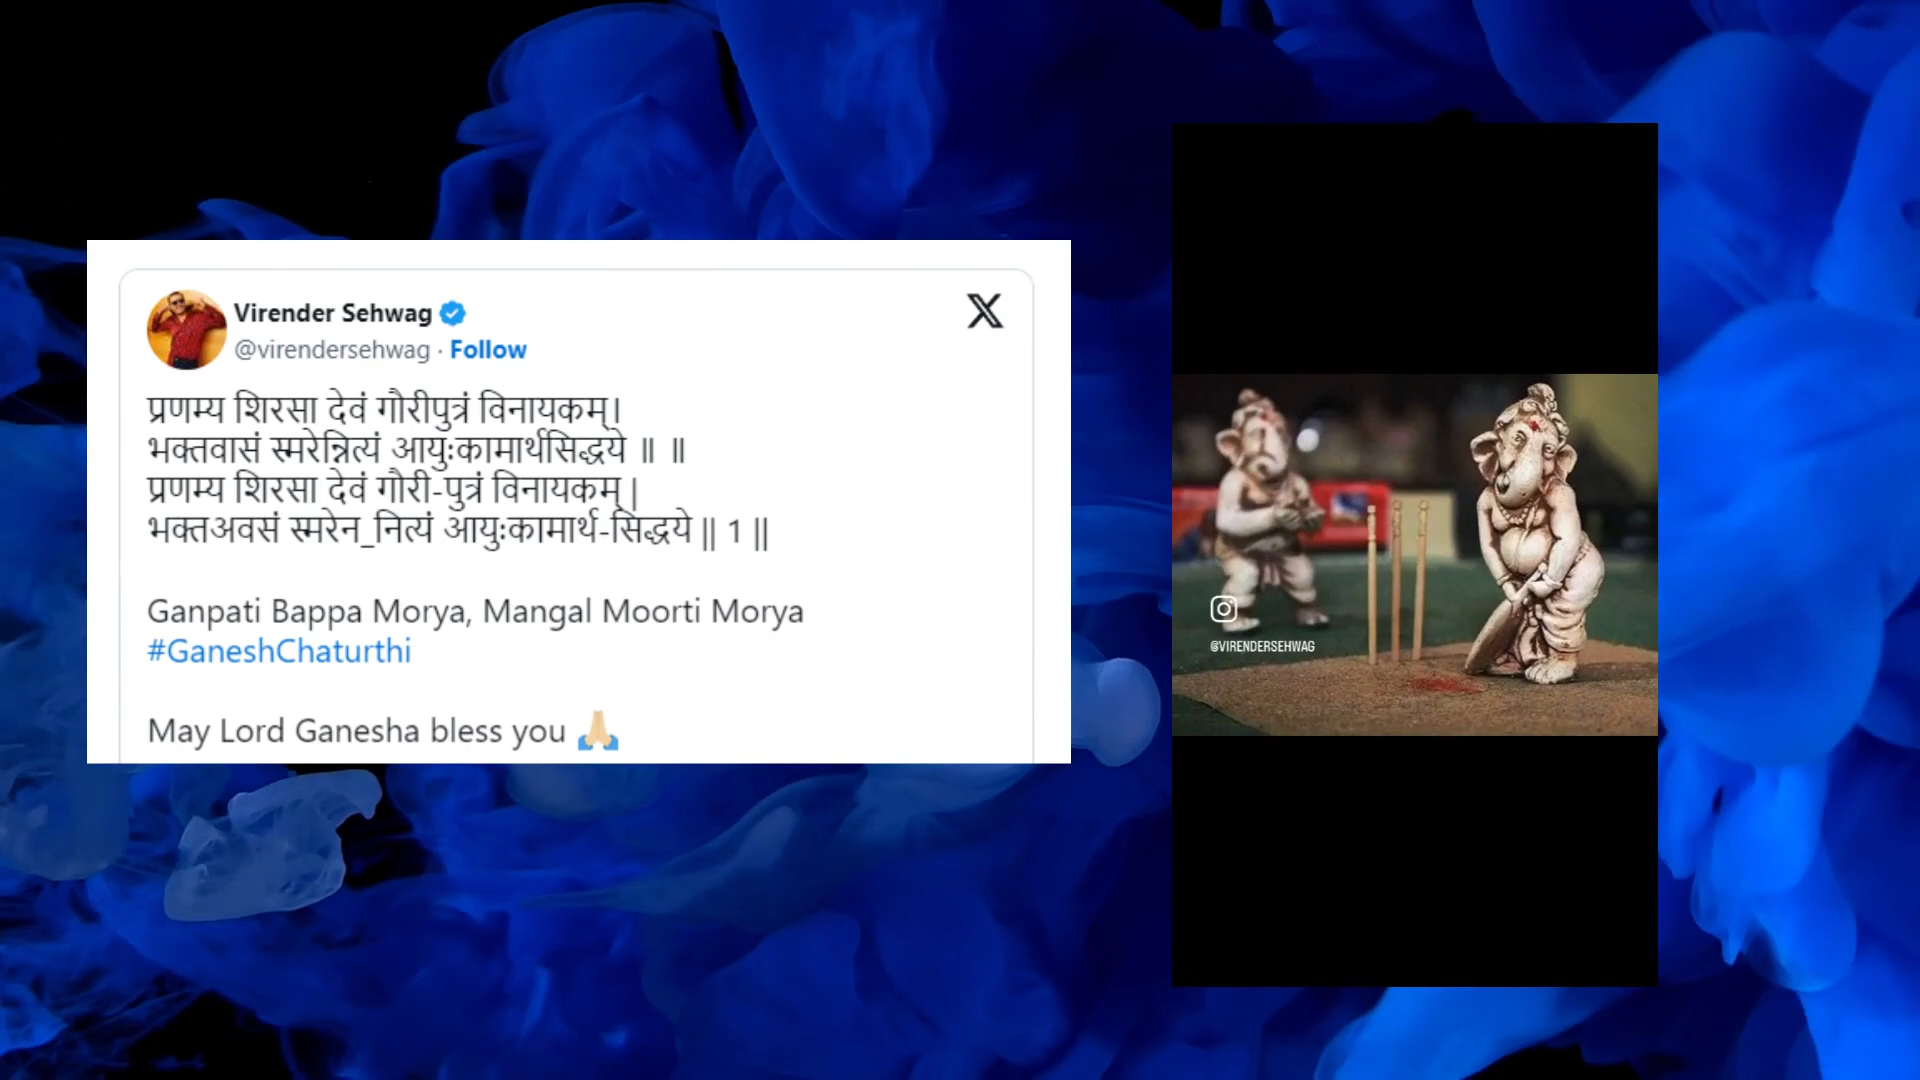 Virender Sehwag
@virendersehwag · Follow
प्रणम्य शिरसा देवं गौरीपुत्रं विनायकम्।
भक्तवासं स्मरेन्नित्यं आयुःकामार्थसिद्धये ॥ ॥
प्रणम्य शिरसा देवं गौरी-पुत्रं विनायकम् |
भक्तअवसं स्मरेन_नित्यं आयुःकामार्थ-सिद्धये || 1 ||
Ganpati Bappa Morya, Mangal Moorti Morya
#GaneshChaturthi
May Lord Ganesha bless you 🙏🏼
@VIRENDERSEHWAG